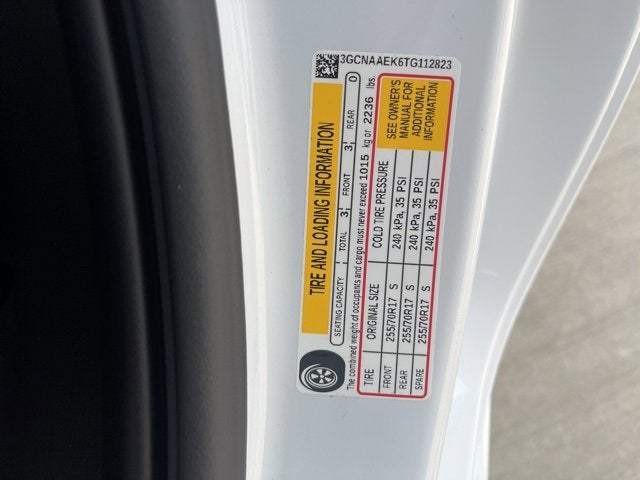 3GCNAAEK6TG112823
TIRE AND LOADING INFORMATION
SEATING CAPACITY TOTAL 3 FRONT 3 REAR 0
The combined weight of occupants and cargo must never exceed 1015 kg or 2236 lbs.
TIRE ORIGINAL SIZE COLD TIRE PRESSURE
FRONT 255/70R17 S 240 kPa, 35 PSI
REAR 255/70R17 S 240 kPa, 35 PSI
SPARE 255/70R17 S 240 kPa, 35 PSI
SEE OWNER'S
MANUAL FOR
ADDITIONAL
INFORMATION